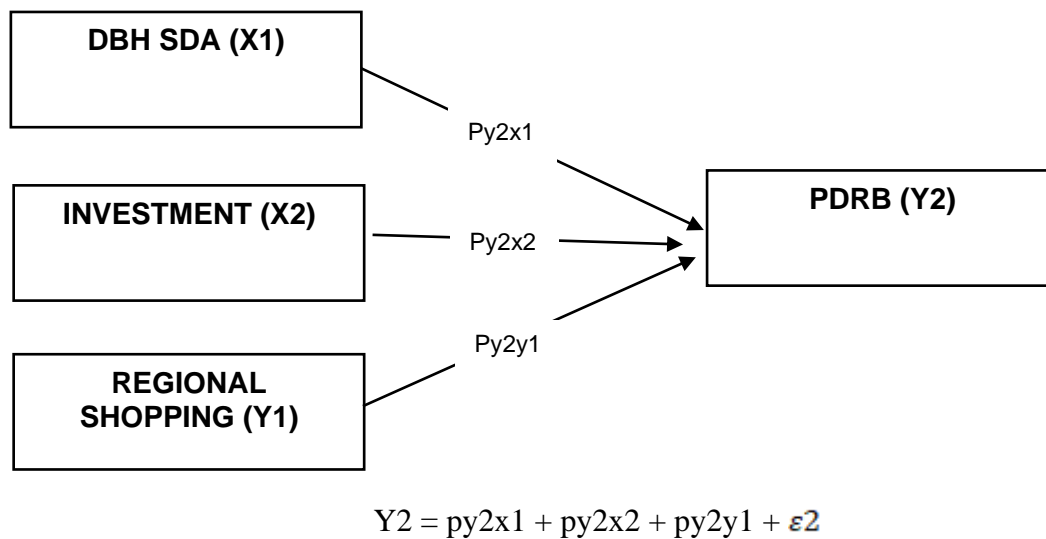 DBH SDA (X1)
Py2x1
INVESTMENT (X2)
PDRB (Y2)
Py2x2
Py2y1
REGIONAL
SHOPPING (Y1)
Y2 = py2x1 + py2x2 + py2y1 + ε2